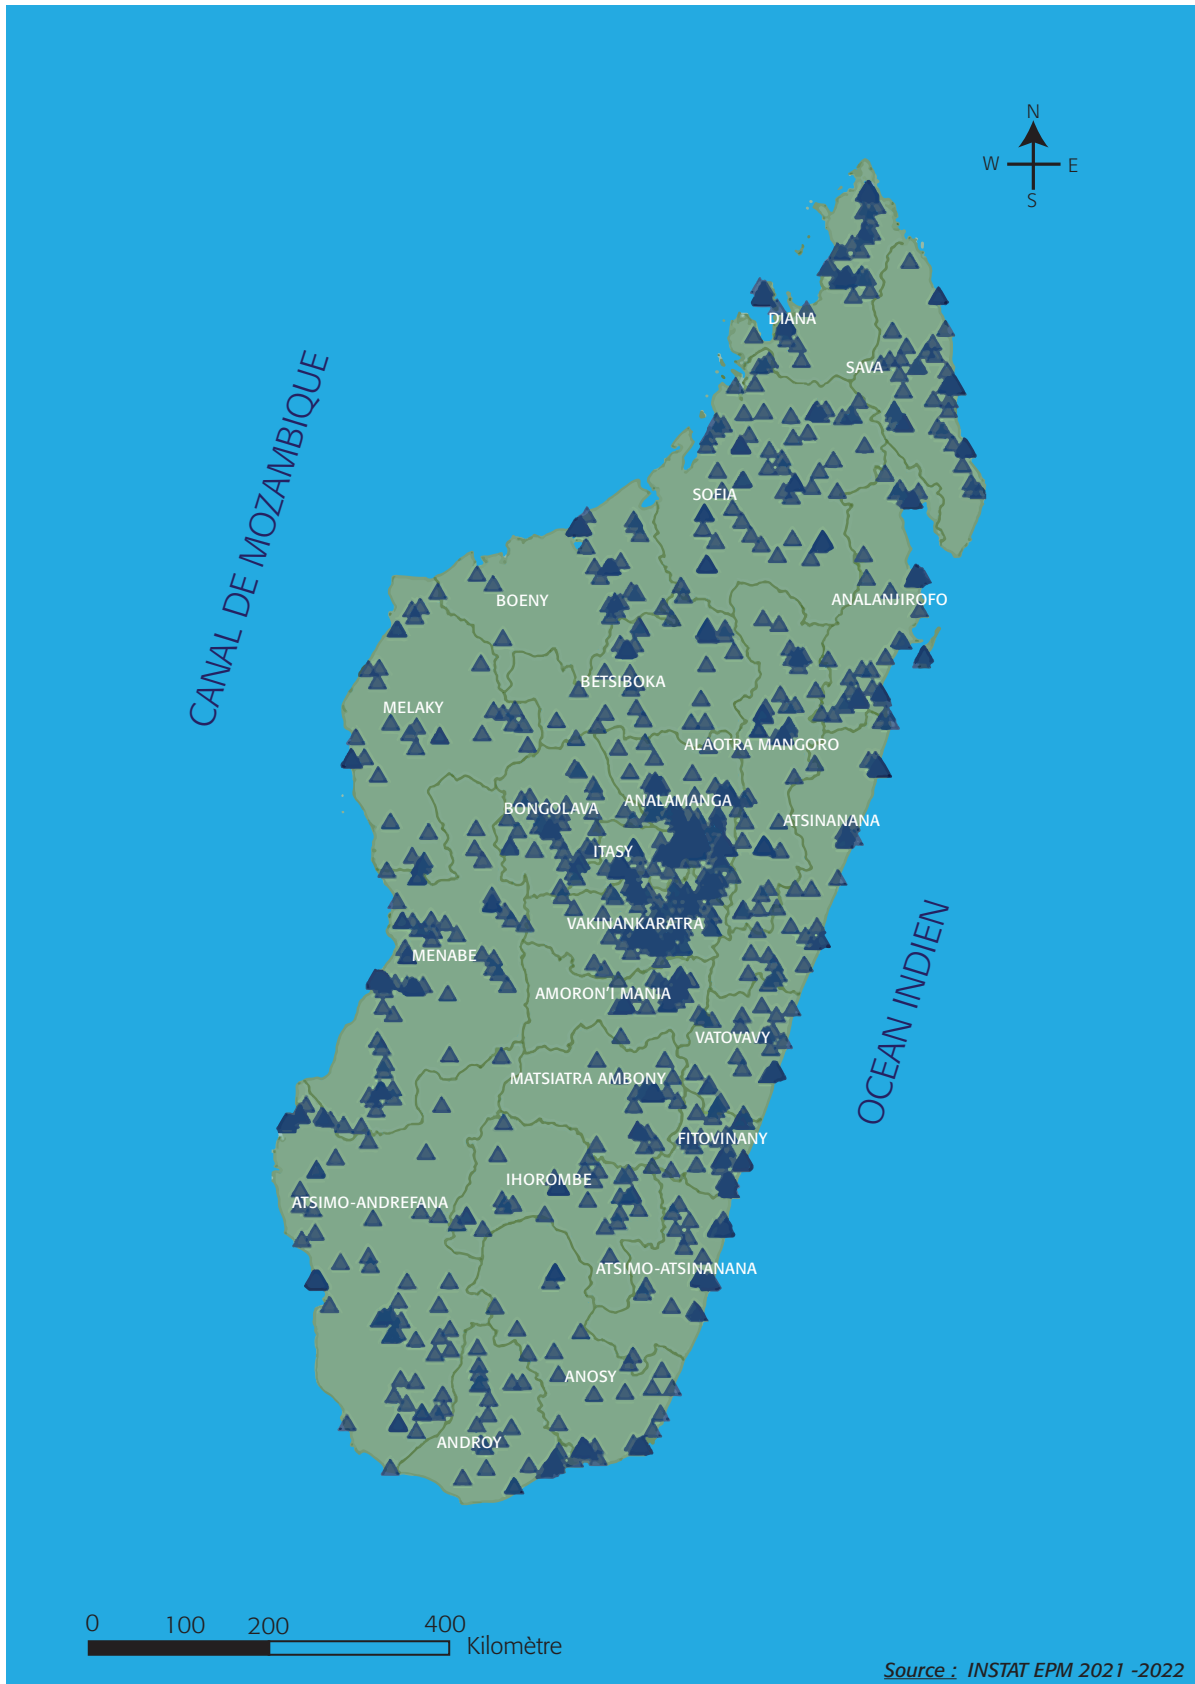 N
W E
S
DIANA
SAVA
CANAL DE MOZAMBIQUE
SOFIA
BOENY
ANALANJIROFO
BETSIBOKA
MELAKY
ALAOTRA MANGORO
ANALAMANGA
BONGOLAVA
ATSINANANA
ITASY
VAKINANKARATRA
OCEAN INDIEN
MENABE
AMORON'I MANIA
VATOVAVY
MATSIATRA AMBONY
FITOVINANY
IHOROMBE
ATSIMO-ANDREFANA
ATSIMO-ATSINANANA
ANOSY
ANDROY
0 100 200 400
Kilomètre
Source : INSTAT EPM 2021 -2022